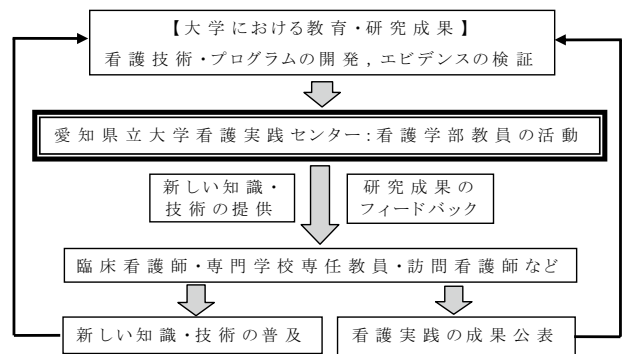 【大学における教育・研究成果】
看護技術・プログラムの開発,エビデンスの検証
愛知県立大学看護実践センター:看護学部教員の活動
新しい知識・
技術の提供
研究成果の
フィードバック
臨床看護師・専門学校専任教員・訪問看護師など
新しい知識・技術の普及
看護実践の成果公表